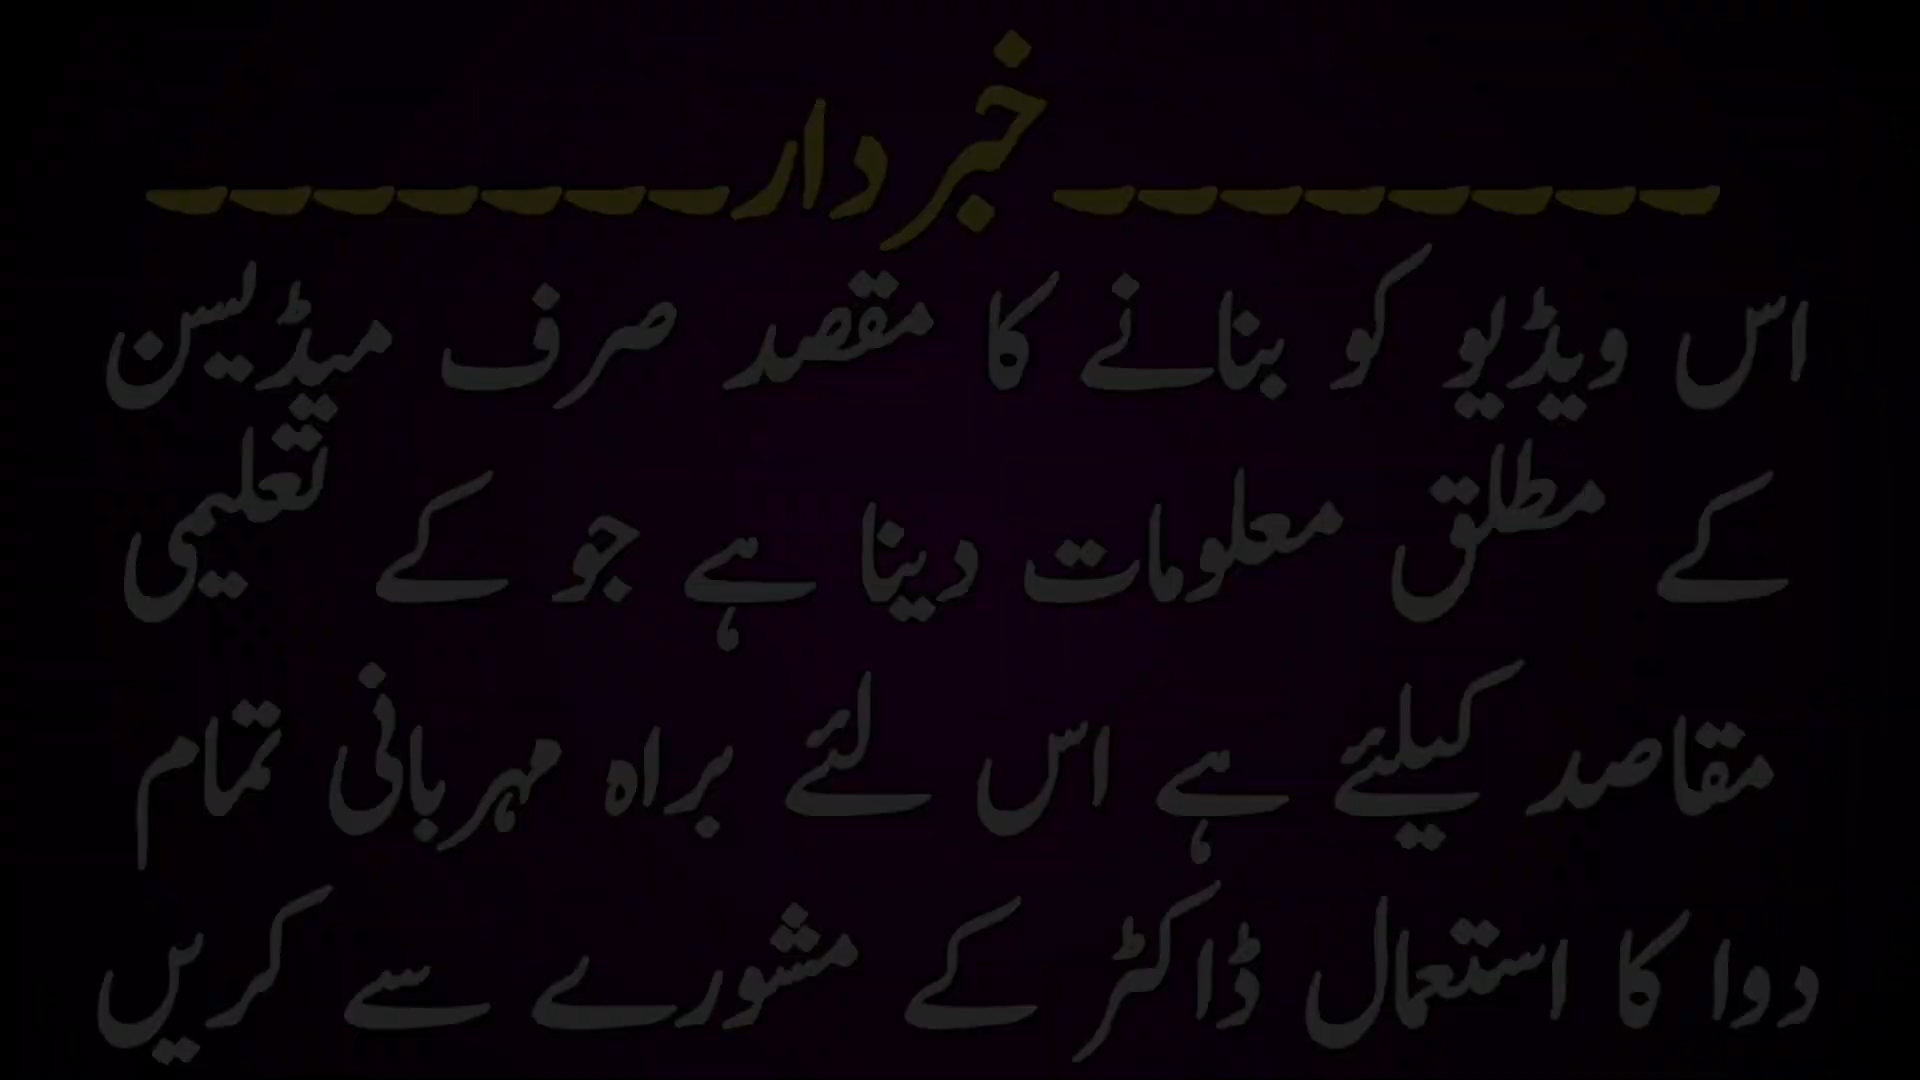 ۔۔۔۔۔۔۔۔خبردار۔۔۔۔۔۔۔
اس ویڈیو کو بنانے کا مقصد صرف میڈیسن
کے مطلق معلومات دینا ہے جو کے تعلیمی
مقاصد کیلئے ہے اس لئے براہ مہربانی تمام
دوا کا استعمال ڈاکٹر کے مشورے سے کریں